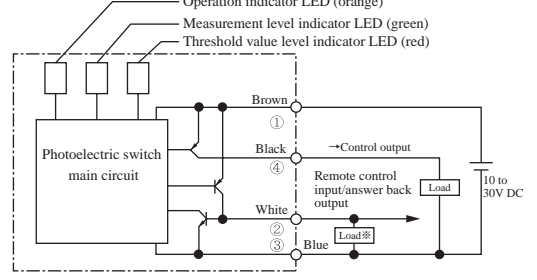 Operation indicator LED (orange)
Measurement level indicator LED (green)
Threshold value level indicator LED (red)
Brown
①
Photoelectric switch
main circuit
Black
→Control output
④
Remote control
input/answer back
output
Load
10 to
30V DC
White
②
Load※
③
Blue